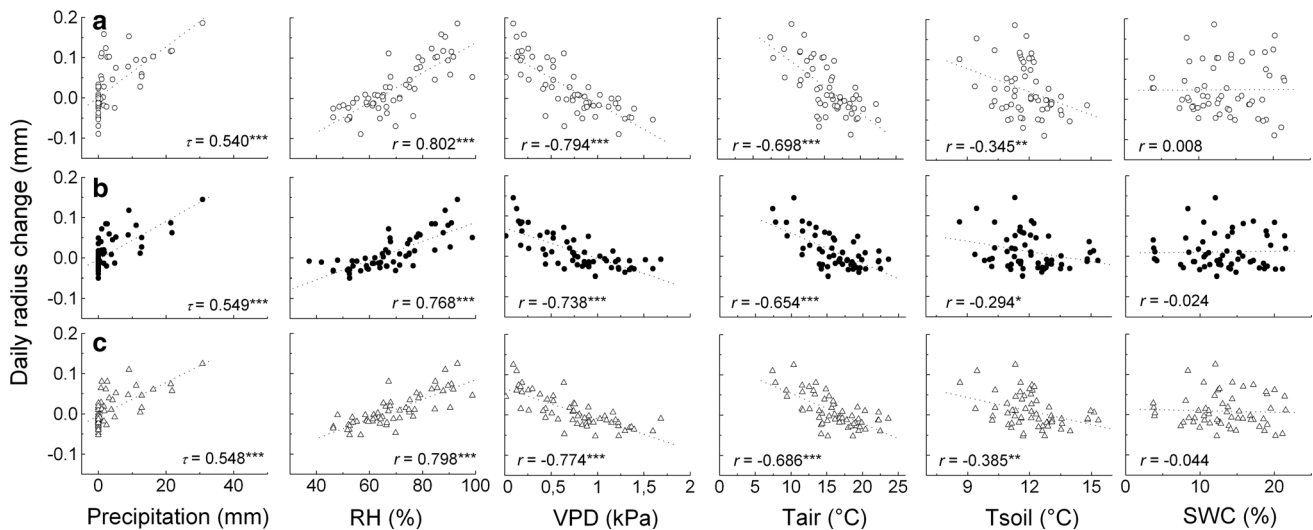 a
0.2
0.1
0.0
-0.1
τ = 0.540***
r = 0.802***
r = -0.794***
r = -0.698***
r = -0.345**
r = 0.008
Daily radius change (mm)
b
0.2
0.1
0.0
-0.1
τ = 0.549***
r = 0.768***
r = -0.738***
r = -0.654***
r = -0.294*
r = -0.024
c
0.2
0.1
0.0
-0.1
τ = 0.548***
r = 0.798***
r = -0.774***
r = -0.686***
r = -0.385**
r = -0.044
0 20 40
40 60 80 100
0 0,5 1 1,5 2
0 5 10 15 20 25
9 12 15
0 10 20
Precipitation (mm)
RH (%)
VPD (kPa)
Tair (°C)
Tsoil (°C)
SWC (%)